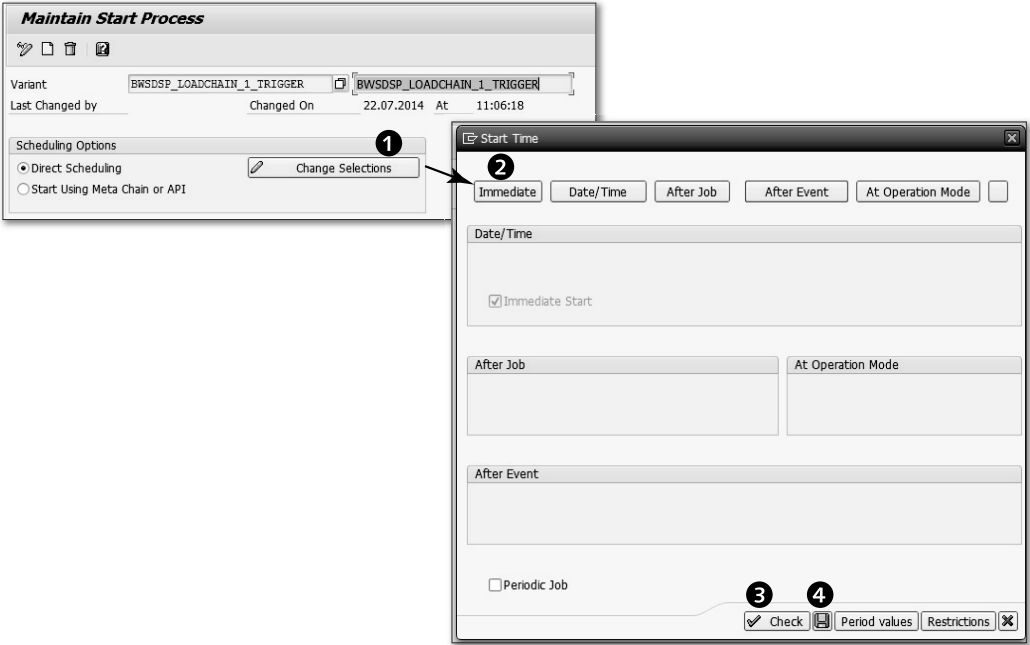 Maintain Start Process
Variant BWSDSP_LOADCHAIN_1_TRIGGER BWSDSP_LOADCHAIN_1_TRIGGER
Last Changed by Changed On 22.07.2014 At 11:06:18
Scheduling Options
1
Direct Scheduling Change Selections
Start Using Meta Chain or API
Start Time
2
Immediate Date/Time After Job After Event At Operation Mode
Date/Time
Immediate Start
After Job At Operation Mode
After Event
Periodic Job
3 4
Check Period values Restrictions